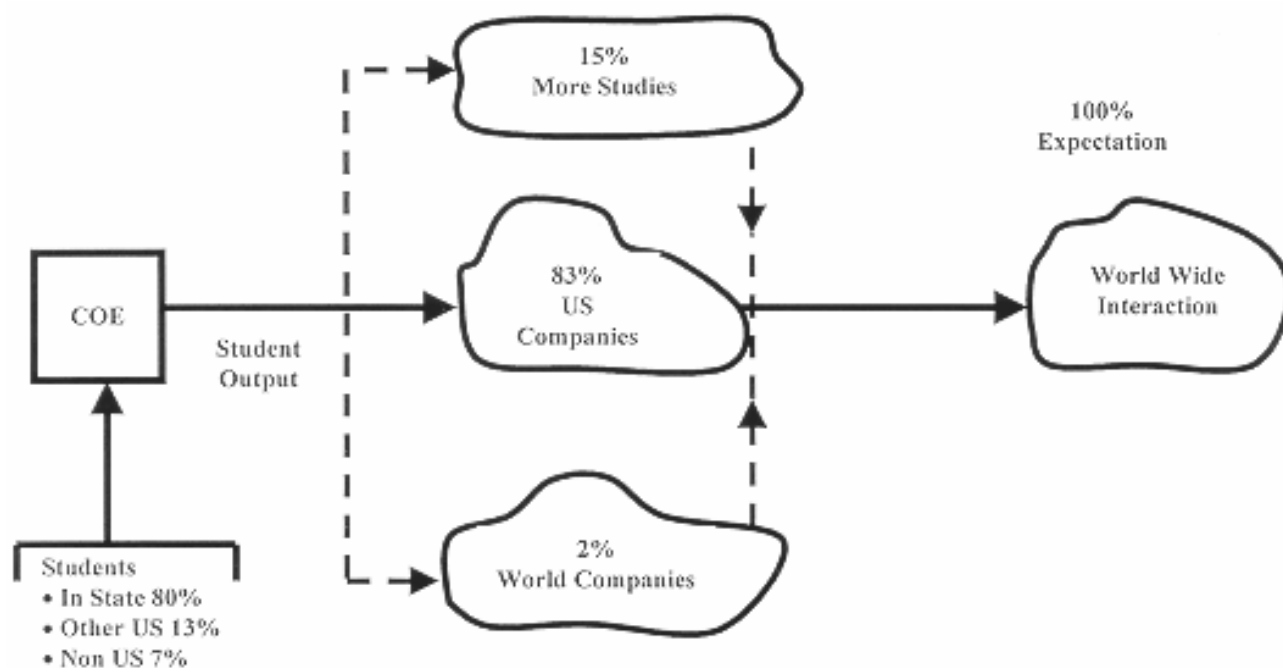 15%
More Studies
100%
Expectation
83%
US
Companies
World Wide
Interaction
COE
Student
Output
2%
World Companies
Students
• In State 80%
• Other US 13%
• Non US 7%